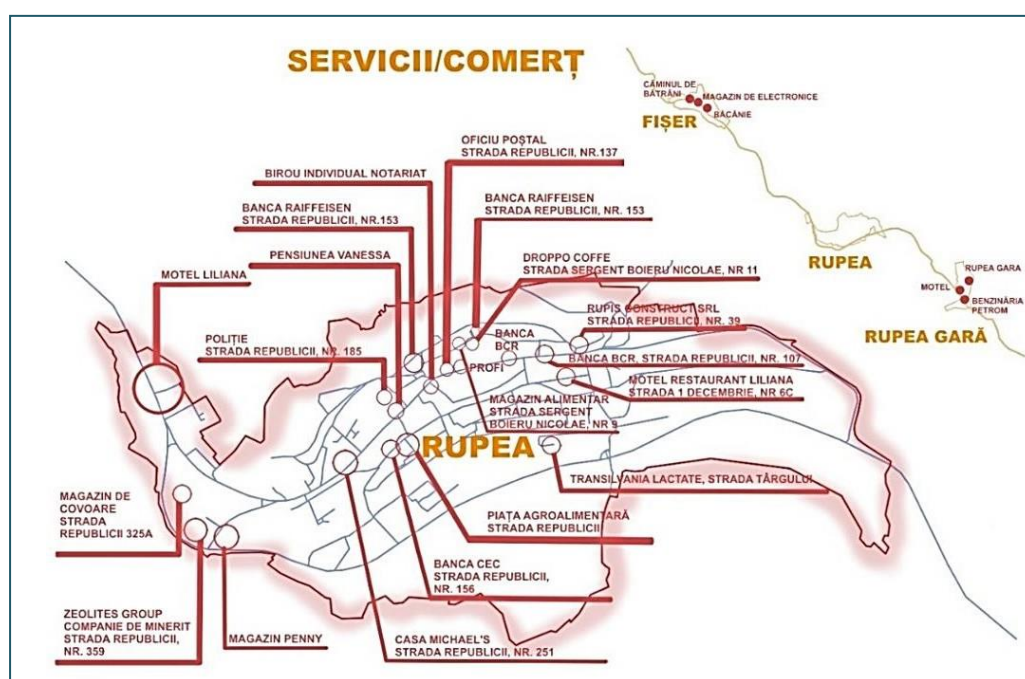 SERVICII/COMERȚ
CĂMINUL DE
BĂTRÂNI
MAGAZIN DE ELECTRONICE
BĂCĂNIE
FIȘER
RUPEA
RUPEA GARA
MOTEL
BENZINĂRIA
PETROM
RUPEA GARĂ
OFICIU POȘTAL
STRADA REPUBLICII, NR.137
BIROU INDIVIDUAL NOTARIAT
BANCA RAIFFEISEN
STRADA REPUBLICII, NR.153
BANCA RAIFFEISEN
STRADA REPUBLICII, NR. 153
PENSIUNEA VANESSA
DROPPO COFFE
STRADA SERGENT BOIERU NICOLAE, NR 11
MOTEL LILIANA
RUPIS CONSTRUCT SRL
STRADA REPUBLICII, NR. 39
POLIȚIE
STRADA REPUBLICII, NR. 185
BANCA
BCR
PROFI
BANCA BCR, STRADA REPUBLICII, NR. 107
MOTEL RESTAURANT LILIANA
STRADA 1 DECEMBRIE, NR 6C
MAGAZIN ALIMENTAR
STRADA SERGENT
BOIERU NICOLAE, NR 9
RUPEA
TRANSILVANIA LACTATE, STRADA TÂRGULUI
MAGAZIN DE
COVOARE
STRADA
REPUBLICII 325A
PIAȚA AGROALIMENTARĂ
STRADA REPUBLICII
BANCA CEC
STRADA REPUBLICII,
NR. 156
ZEOLITES GROUP
COMPANIE DE MINERIT
STRADA REPUBLICII,
NR. 359
MAGAZIN PENNY
CASA MICHAEL'S
STRADA REPUBLICII, NR. 251